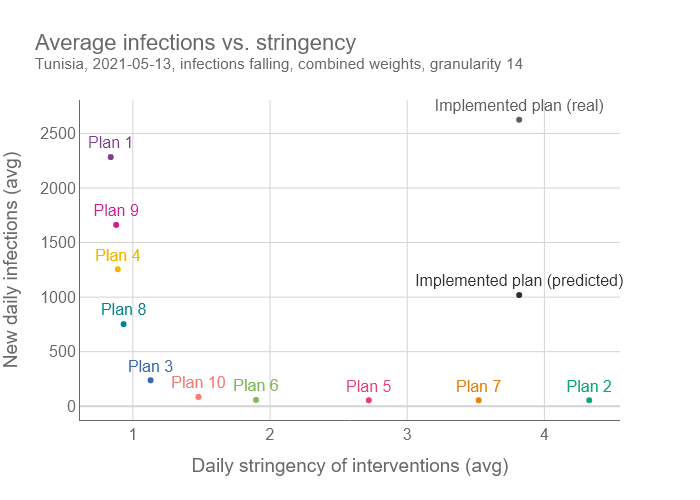 Average infections vs. stringency
Tunisia, 2021-05-13, infections falling, combined weights, granularity 14
Implemented plan (real)
2500
Plan 1
2000
Plan 9
1500
Plan 4
Implemented plan (predicted)
1000
Plan 8
500
Plan 3
Plan 10
Plan 6
Plan 5
Plan 7
Plan 2
0
1
2
3
4
New daily infections (avg)
Daily stringency of interventions (avg)